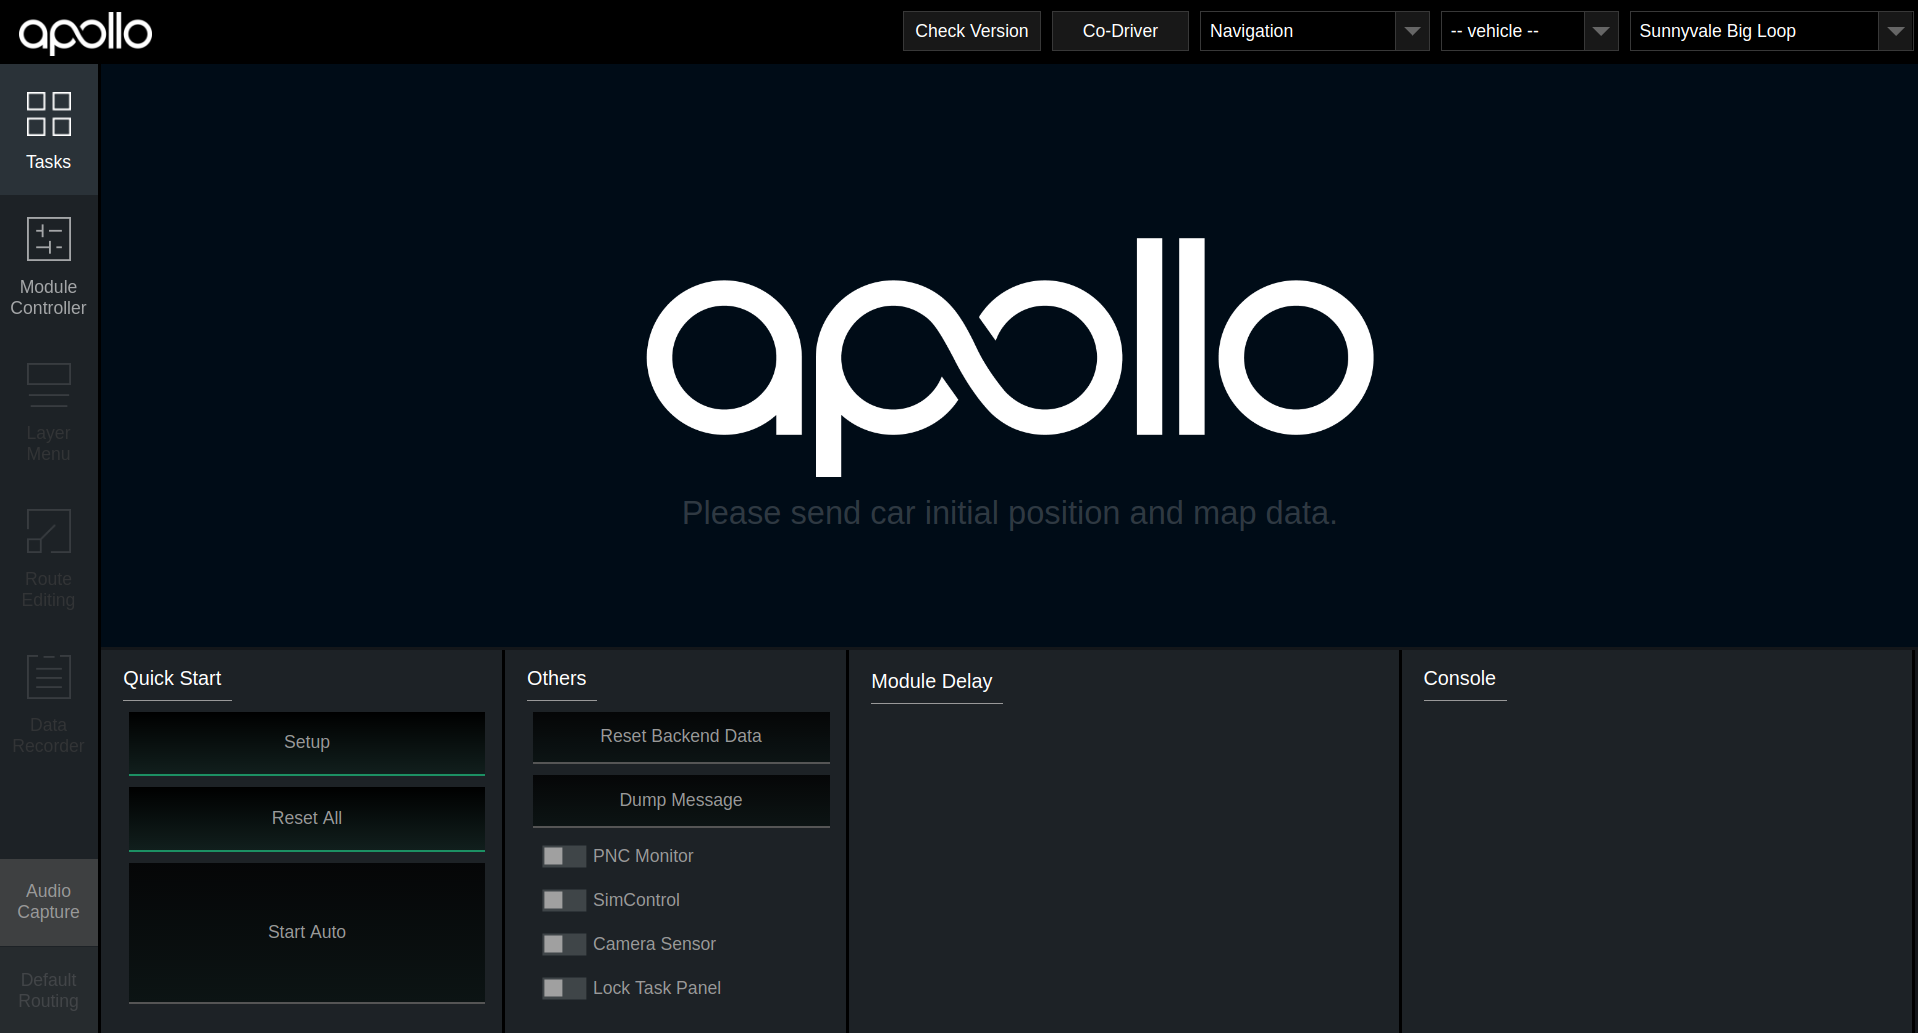 apollo
Check Version
Co-Driver
Navigation
-- vehicle --
Sunnyvale Big Loop
Tasks
Module
Controller
Layer
Menu
Route
Editing
Data
Recorder
Audio
Capture
Default
Routing
apollo
Please send car initial position and map data.
Quick Start
Setup
Reset All
Start Auto
Others
Reset Backend Data
Dump Message
PNC Monitor
SimControl
Camera Sensor
Lock Task Panel
Module Delay
Console